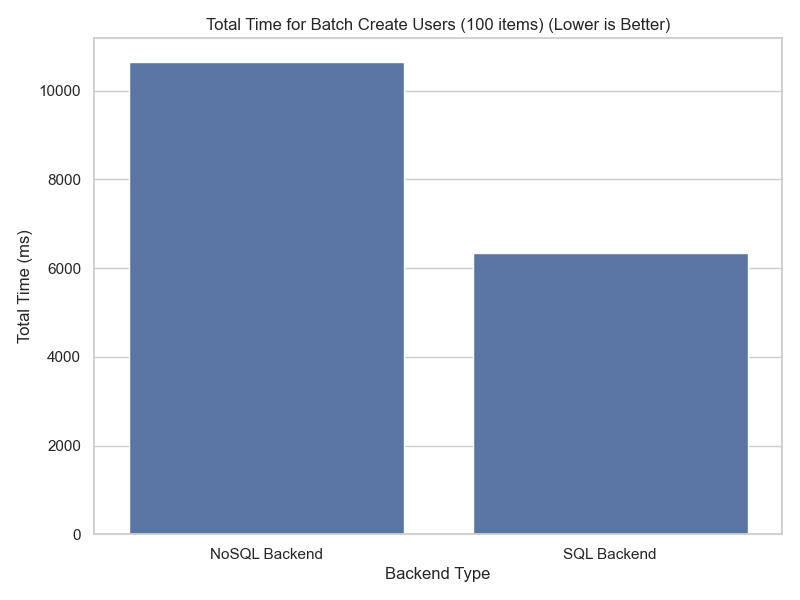 Total Time for Batch Create Users (100 items) (Lower is Better)
10000
8000
6000
4000
2000
0
Total Time (ms)
NoSQL Backend
SQL Backend
Backend Type